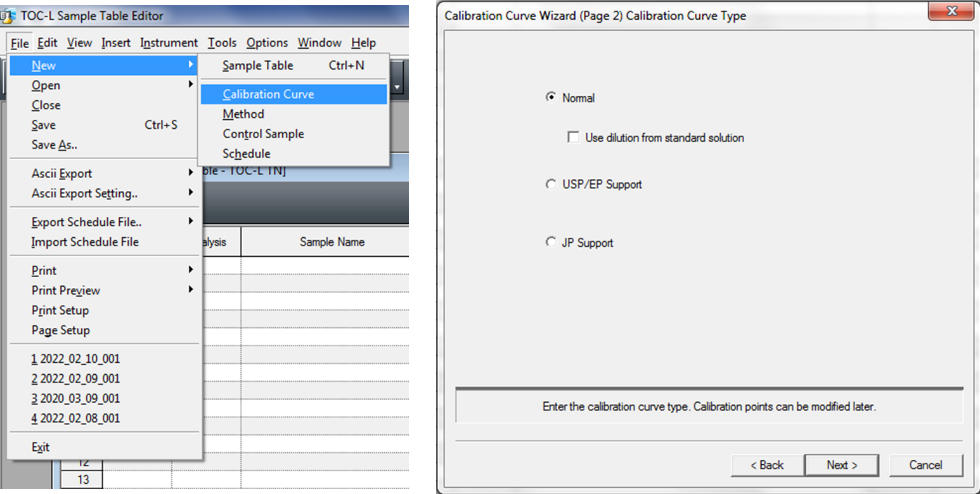 TOC-L Sample Table Editor
File Edit View Insert Instrument Tools Options Window Help
New
Open
Close
Save Ctrl+S
Save As..
Ascii Export
Ascii Export Setting..
Export Schedule File..
Import Schedule File
Print
Print Preview
Print Setup
Page Setup
1 2022_02_10_001
2 2022_02_09_001
3 2020_03_09_001
4 2022_02_08_001
Exit
Sample Table Ctrl+N
Calibration Curve
Method
Control Sample
Schedule
ble - TOC-L TN]
alysis Sample Name
12
13
Calibration Curve Wizard (Page 2) Calibration Curve Type
Normal
Use dilution from standard solution
USP/EP Support
JP Support
Enter the calibration curve type. Calibration points can be modified later.
< Back Next > Cancel